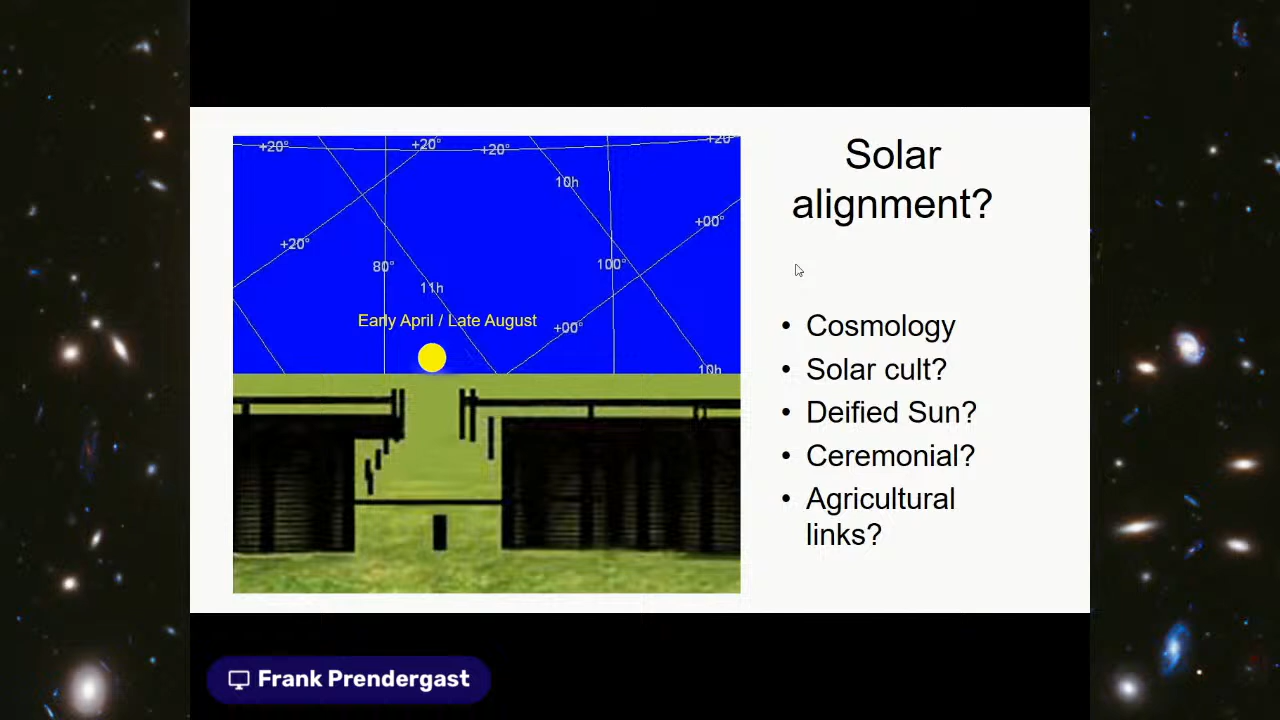 Solar
alignment?
+20°
+20°
+20°
+20
10h
+00°
+20°
80°
100°
11h
Early April / Late August
+00°
10h
• Cosmology
• Solar cult?
• Deified Sun?
• Ceremonial?
• Agricultural
links?
Frank Prendergast